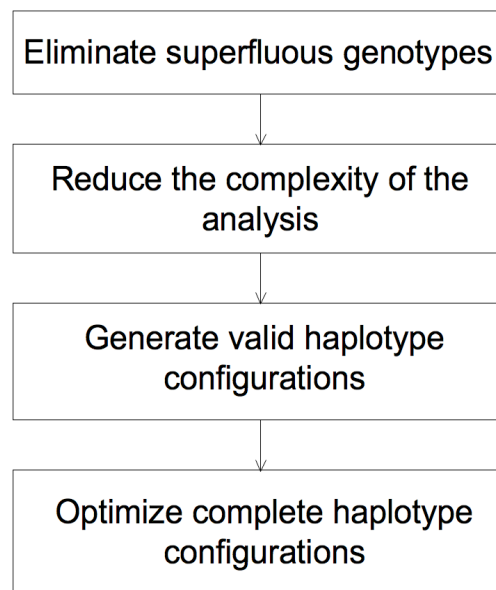 Eliminate superfluous genotypes
Reduce the complexity of the
analysis
Generate valid haplotype
configurations
Optimize complete haplotype
configurations